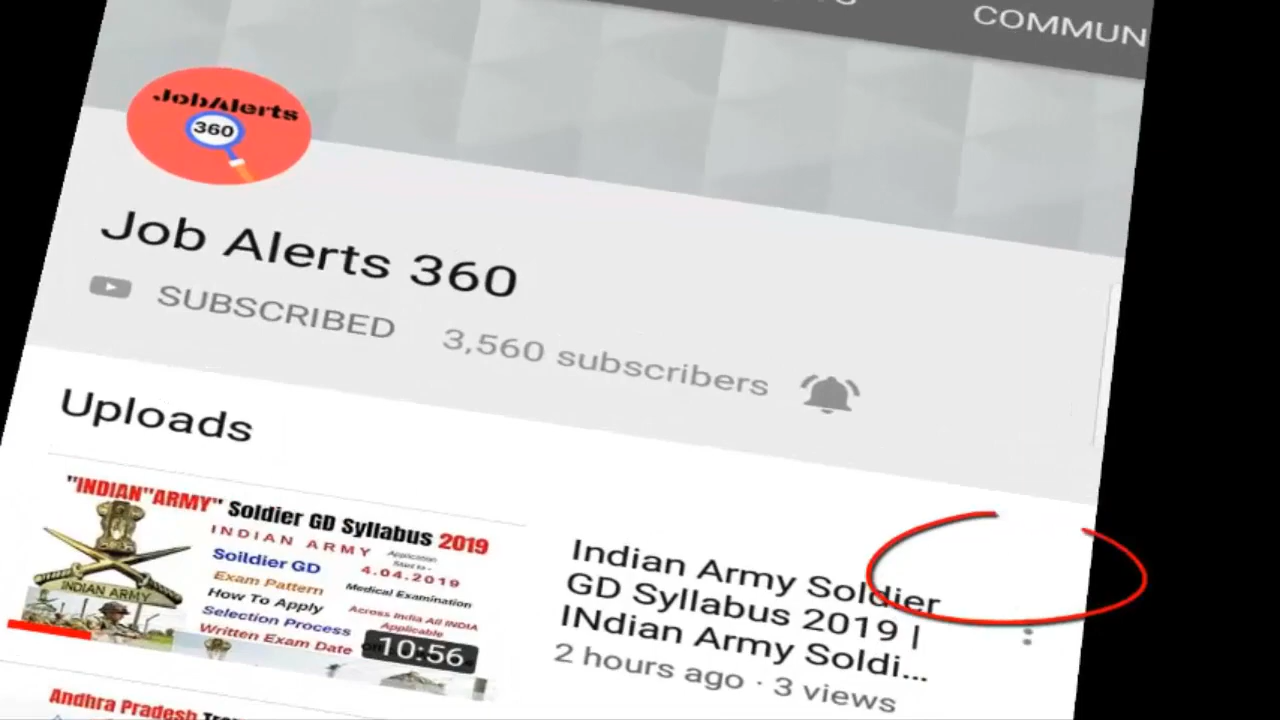 COMMUN
JobAlerts
360
Job Alerts 360
SUBSCRIBED 3,560 subscribers
Uploads
"INDIAN"ARMY" Soldier GD Syllabus 2019
INDIAN ARMY
Application
Start to -
4.04.2019
Soildier GD
Exam Pattern
Medical Examination
How To Apply
Selection Process
Across India All INDIA
Applicable
Written Exam Date
INDIAN ARMY
10:56
Indian Army Soldier
GD Syllabus 2019 |
INdian Army Soldi...
2 hours ago · 3 views
Andhra Pradesh